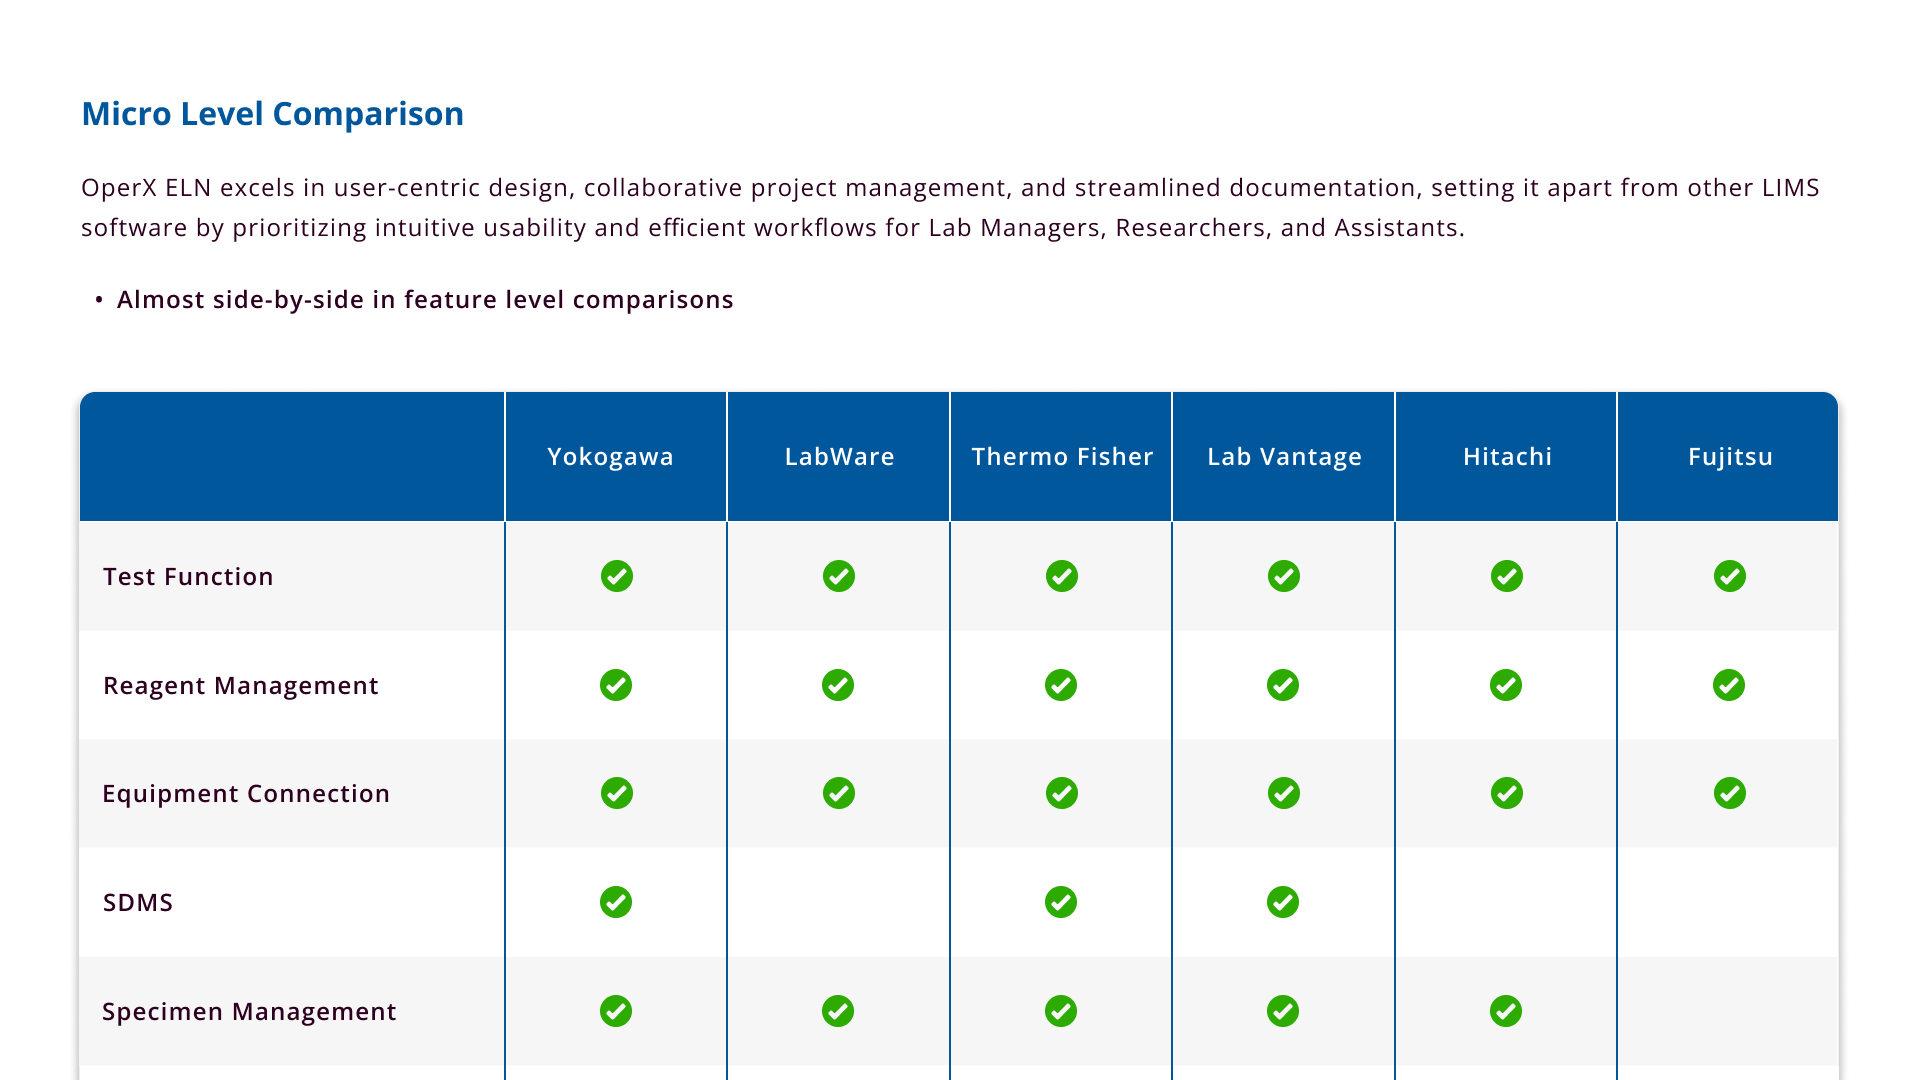 Micro Level Comparison
OperX ELN excels in user-centric design, collaborative project management, and streamlined documentation, setting it apart from other LIMS
software by prioritizing intuitive usability and efficient workflows for Lab Managers, Researchers, and Assistants.
• Almost side-by-side in feature level comparisons
Yokogawa LabWare Thermo Fisher Lab Vantage Hitachi Fujitsu
Test Function
Reagent Management
Equipment Connection
SDMS
Specimen Management